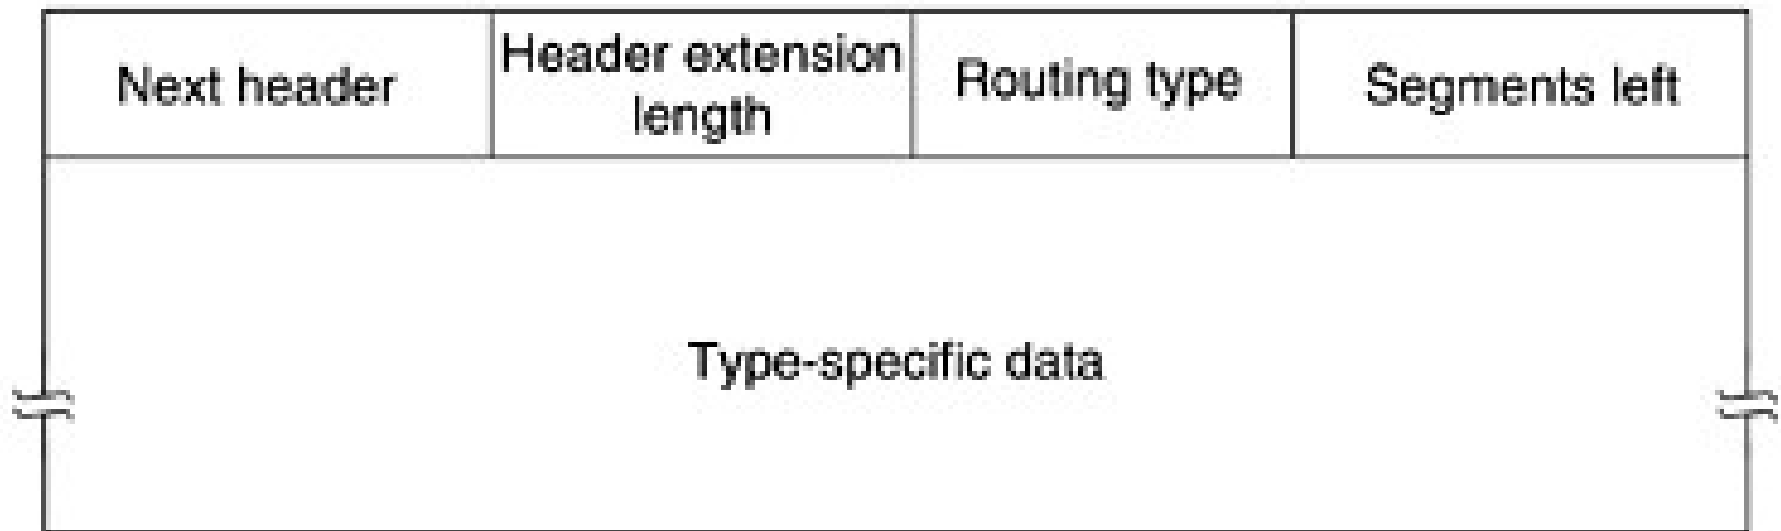 Next header
Header extension
length
Routing type
Segments left
Type-specific data